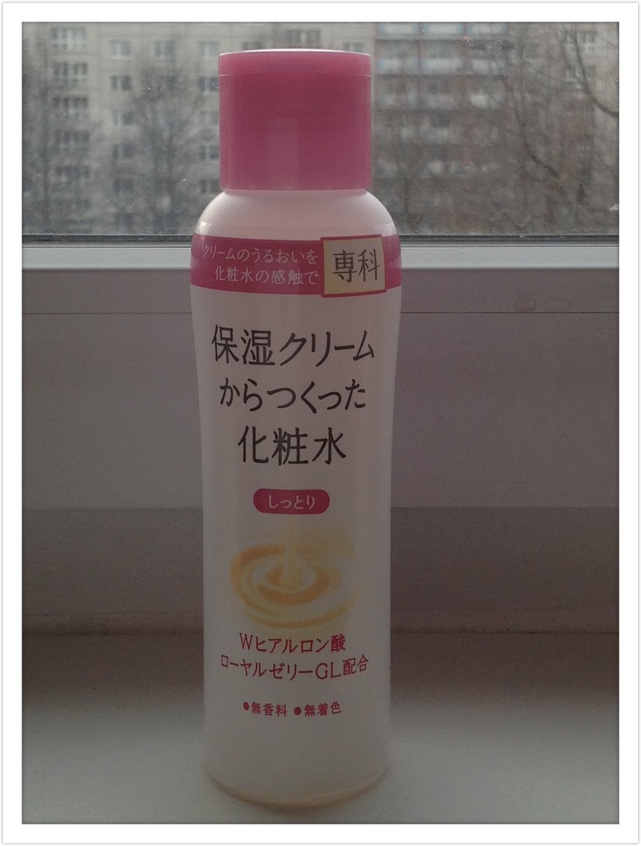 クリームのうるおいを
化粧水の感触で
専科
保湿クリーム
からつくった
化粧水
しっとり
Wヒアルロン酸
ローヤルゼリーGL配合
●無香料 ●無着色